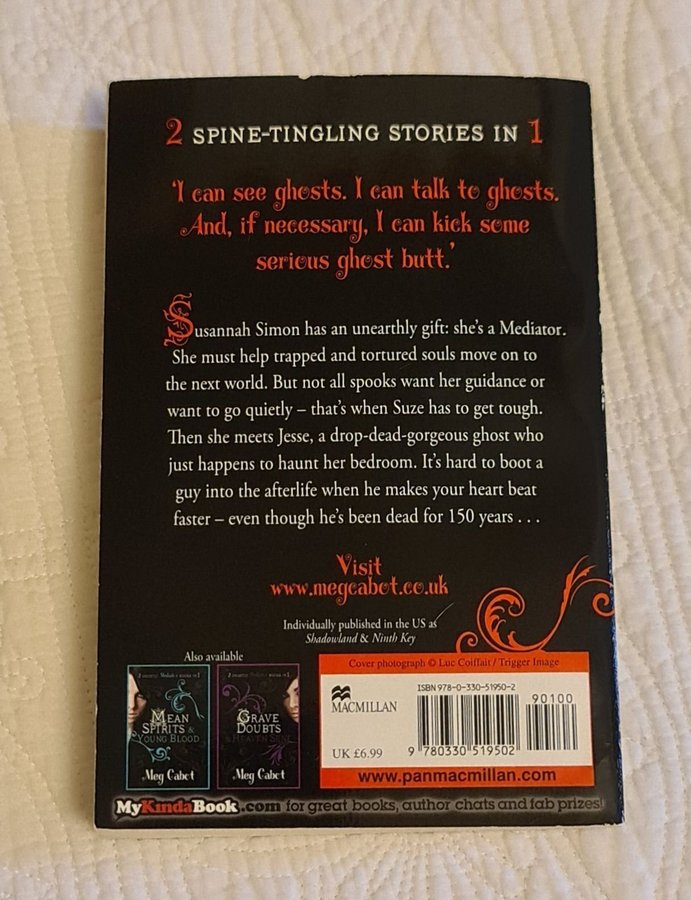 2 SPINE-TINGLING STORIES IN 1
'I can see ghosts. I can talk to ghosts.
And, if necessary, I can kick some
serious ghost butt.'
Susannah Simon has an unearthly gift: she's a Mediator.
She must help trapped and tortured souls move on to
the next world. But not all spooks want her guidance or
want to go quietly – that's when Suze has to get tough.
Then she meets Jesse, a drop-dead-gorgeous ghost who
just happens to haunt her bedroom. It's hard to boot a
guy into the afterlife when he makes your heart beat
faster – even though he's been dead for 150 years . . .
Visit
www.megcabot.co.uk
Individually published in the US as
Shadowland & Ninth Key
Also available
MEAN
SPIRITS &
YOUNG BLOOD
MEG CABOT
GRAVE
DOUBTS
& HEAVEN SENT
MEG CABOT
Cover photograph © Luc Coiffait / Trigger Image
MACMILLAN
UK £6.99
ISBN 978-0-330-51950-2
90100
9 780330 519502
www.panmacmillan.com
MyKindaBook.com for great books, author chats and fab prizes!